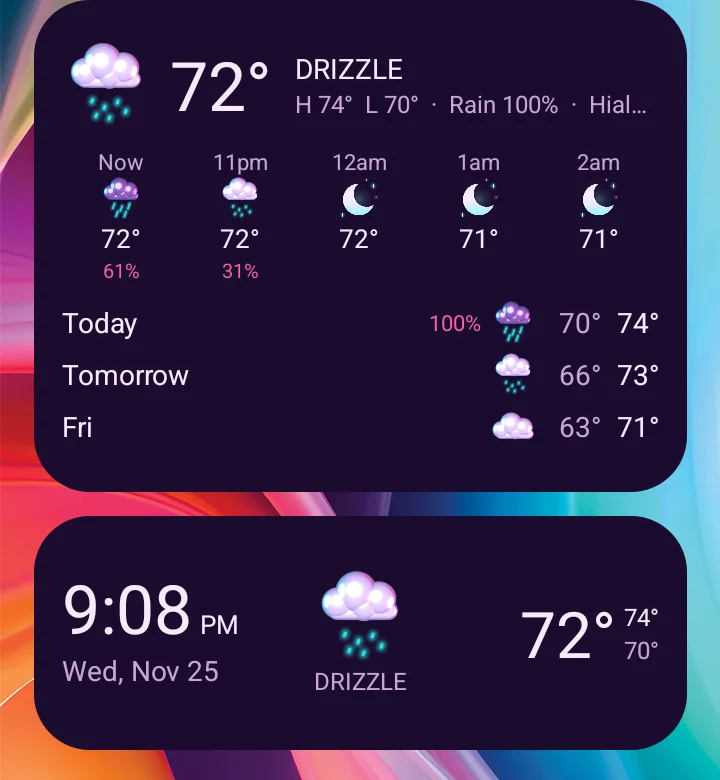 72° DRIZZLE
H 74° L 70° · Rain 100% · Hial...
Now 11pm 12am 1am 2am
72° 72° 72° 71° 71°
61% 31%
Today 100% 70° 74°
Tomorrow 66° 73°
Fri 63° 71°
9:08 PM
Wed, Nov 25
DRIZZLE
72° 74°
70°